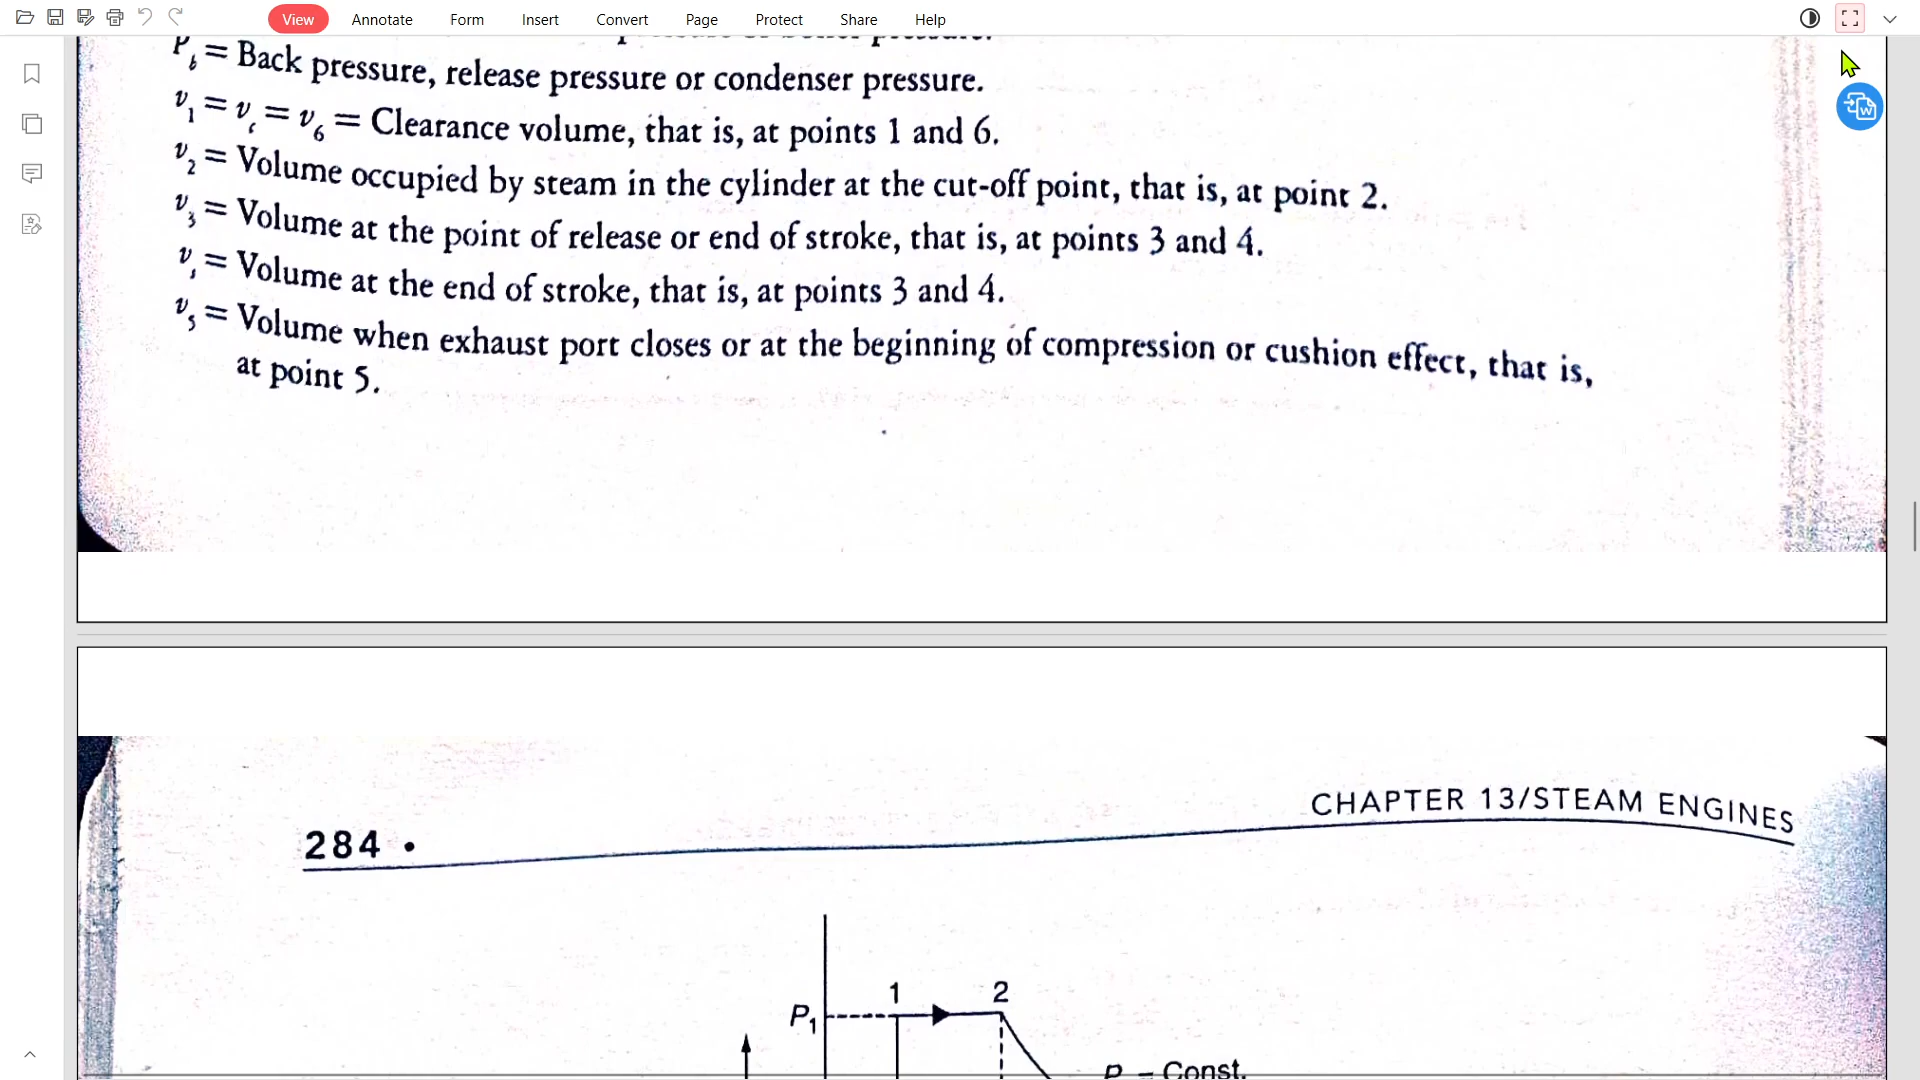 View Annotate Form Insert Convert Page Protect Share Help
P_b = Back pressure, release pressure or condenser pressure.
v_1 = v_c = v_6 = Clearance volume, that is, at points 1 and 6.
v_2 = Volume occupied by steam in the cylinder at the cut-off point, that is, at point 2.
v_3 = Volume at the point of release or end of stroke, that is, at points 3 and 4.
v_s = Volume at the end of stroke, that is, at points 3 and 4.
v_5 = Volume when exhaust port closes or at the beginning of compression or cushion effect, that is,
at point 5.
CHAPTER 13/STEAM ENGINES
284 •
1 2
P_1
= Const.